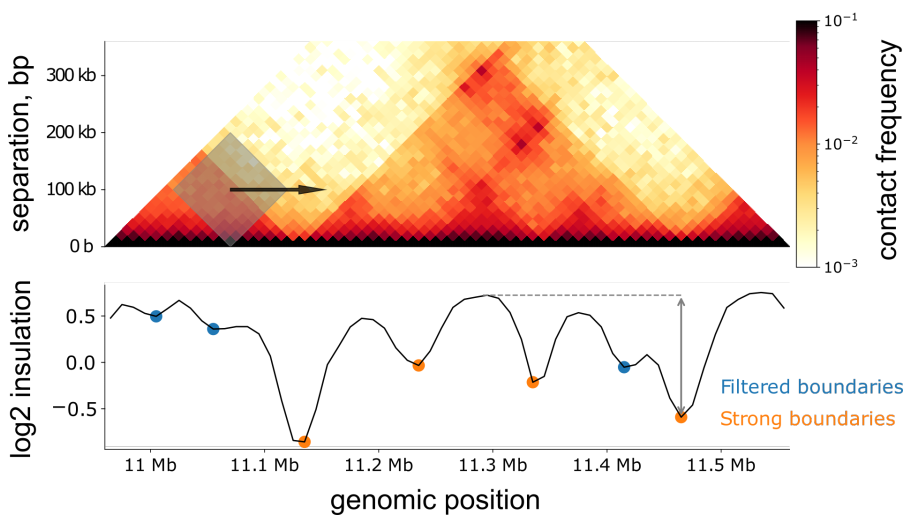 separation, bp
300 kb
200 kb
100 kb
0 b
10⁻¹
10⁻²
10⁻³
contact frequency
log2 insulation
0.5
0.0
−0.5
Filtered boundaries
Strong boundaries
11 Mb
11.1 Mb
11.2 Mb
11.3 Mb
11.4 Mb
11.5 Mb
genomic position